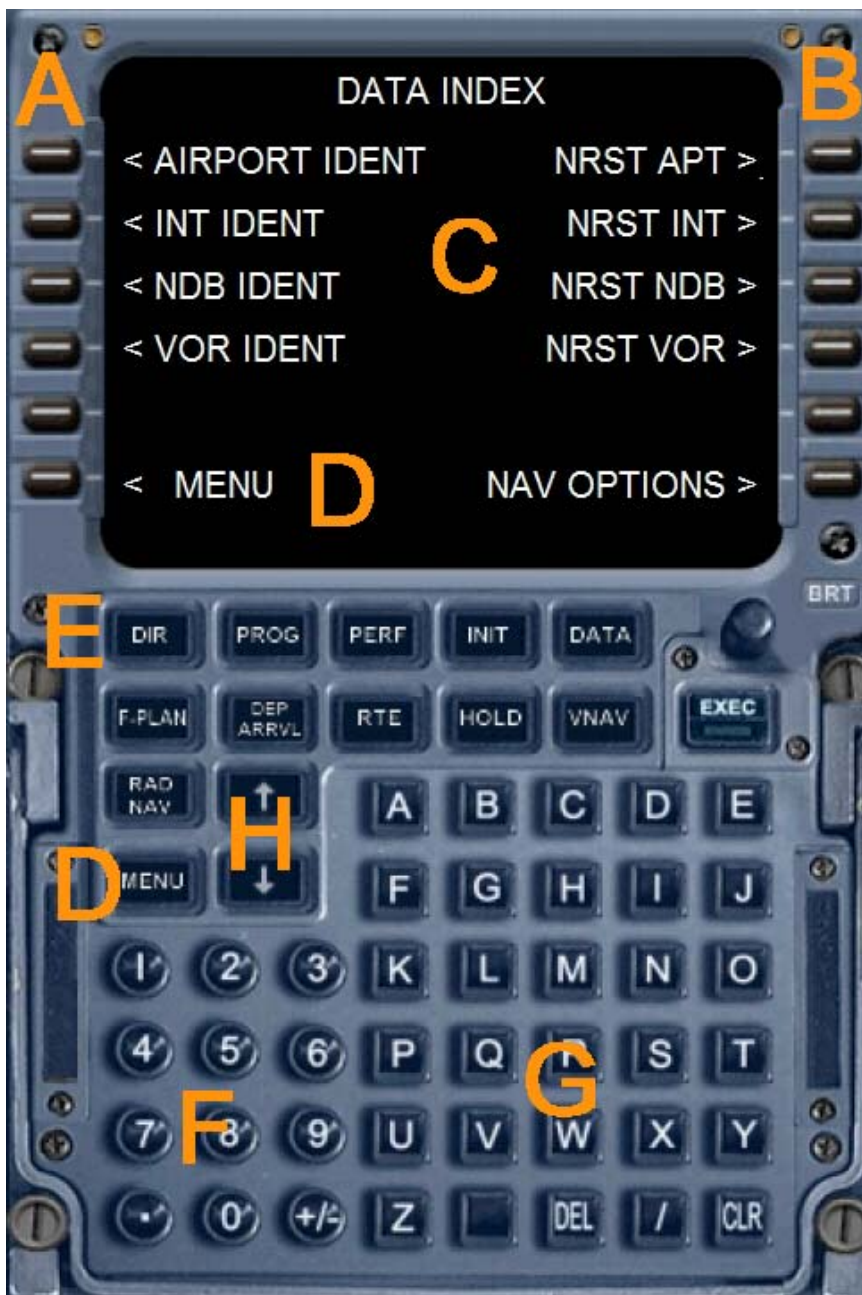 A B
DATA INDEX
< AIRPORT IDENT NRST APT >
< INT IDENT NRST INT >
C
< NDB IDENT NRST NDB >
< VOR IDENT NRST VOR >
< MENU D NAV OPTIONS >
BRT
E DIR PROG PERF INIT DATA
F-PLAN DEP ARRVL RTE HOLD VNAV EXEC
RAD NAV ↑ A B C D E
H
D MENU ↓ F G H I J
1 2 3 K L M N O
4 5 6 P Q R S T
G
F
7 8 9 U V W X Y
. 0 +/- Z DEL / CLR